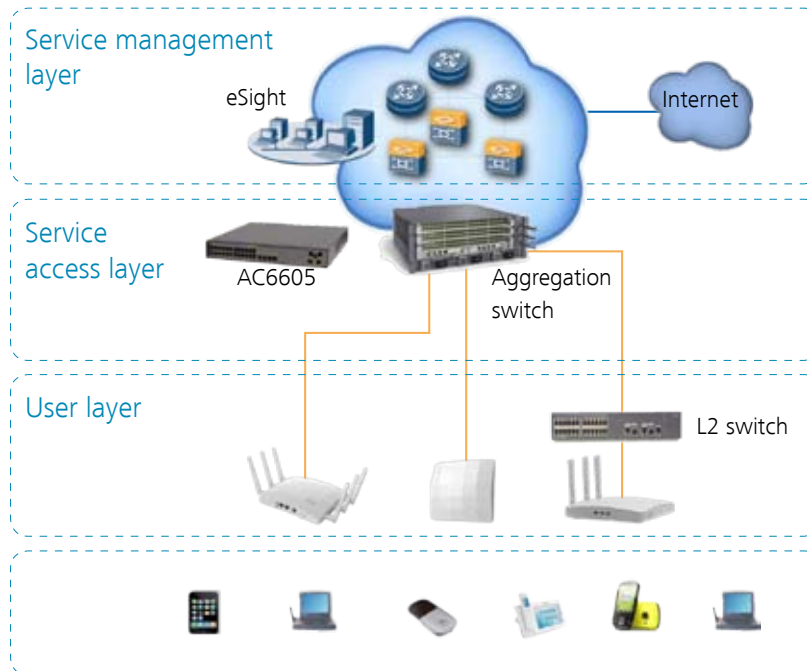 Service management
layer
eSight
Internet
Service
access layer
AC6605
Aggregation
switch
User layer
L2 switch